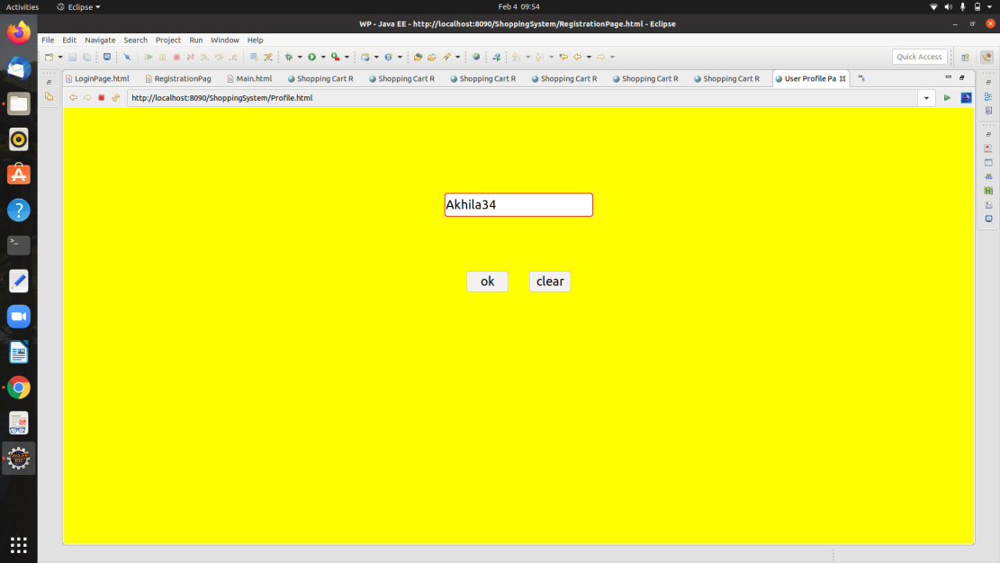 Activities Eclipse Feb 4 09:54
WP - Java EE - http://localhost:8090/ShoppingSystem/RegistrationPage.html - Eclipse
File Edit Navigate Search Project Run Window Help
Quick Access
LoginPage.html RegistrationPag Main.html Shopping Cart R Shopping Cart R Shopping Cart R Shopping Cart R Shopping Cart R Shopping Cart R User Profile Pa
http://localhost:8090/ShoppingSystem/Profile.html
Akhila34
ok clear